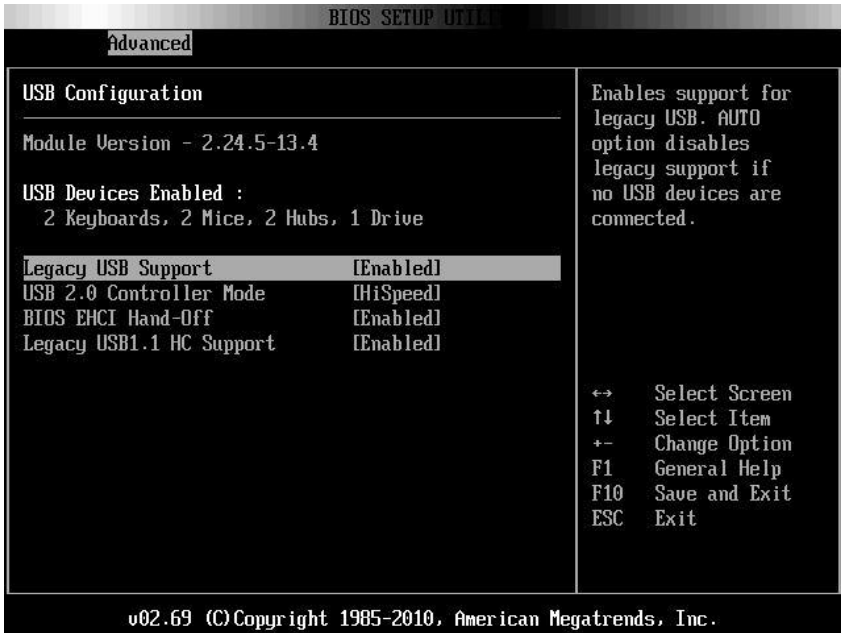 BIOS SETUP UTIL
Advanced
USB Configuration
Module Version - 2.24.5-13.4
USB Devices Enabled :
2 Keyboards, 2 Mice, 2 Hubs, 1 Drive
Legacy USB Support [Enabled]
USB 2.0 Controller Mode [HiSpeed]
BIOS EHCI Hand-Off [Enabled]
Legacy USB1.1 HC Support [Enabled]
Enables support for
legacy USB. AUTO
option disables
legacy support if
no USB devices are
connected.
↔ Select Screen
↑↓ Select Item
+- Change Option
F1 General Help
F10 Save and Exit
ESC Exit
v02.69 (C)Copyright 1985-2010, American Megatrends, Inc.